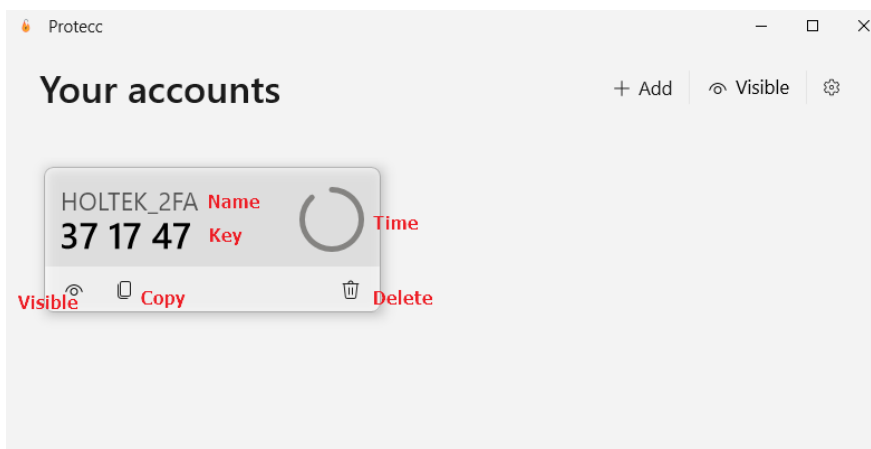 Protecc
Your accounts
+ Add
Visible
HOLTEK_2FA Name
37 17 47 Key
Time
Visible
Copy
Delete